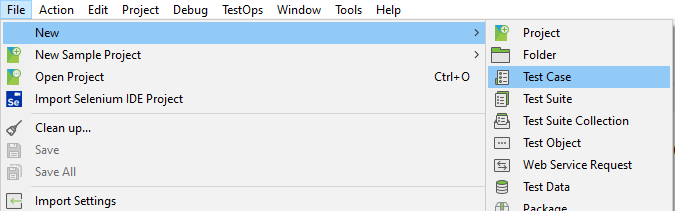 File Action Edit Project Debug TestOps Window Tools Help
New
New Sample Project
Open Project Ctrl+O
Se Import Selenium IDE Project
Clean up...
Save
Save All
Import Settings
Project
Folder
Test Case
Test Suite
Test Suite Collection
Test Object
Web Service Request
Test Data
Package